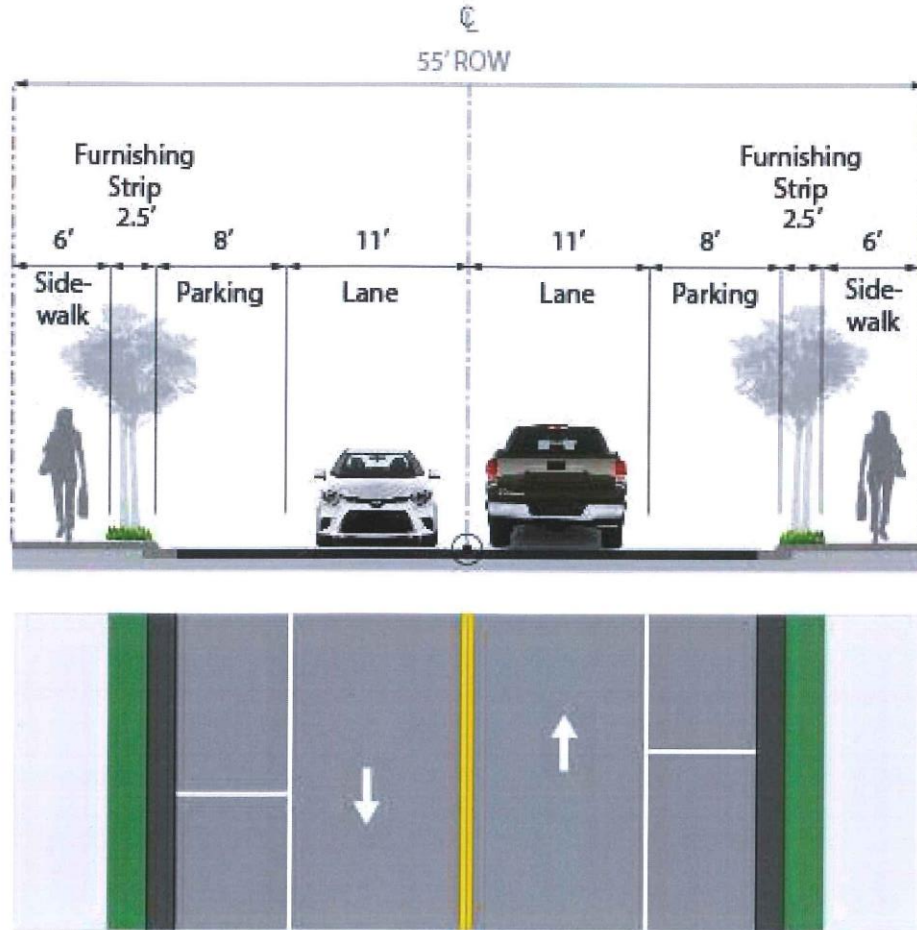 ℄
55' ROW
Furnishing
Strip
2.5'
Furnishing
Strip
2.5'
6' 8' 11' 11' 8' 6'
Side-
walk
Parking
Lane
Lane
Parking
Side-
walk